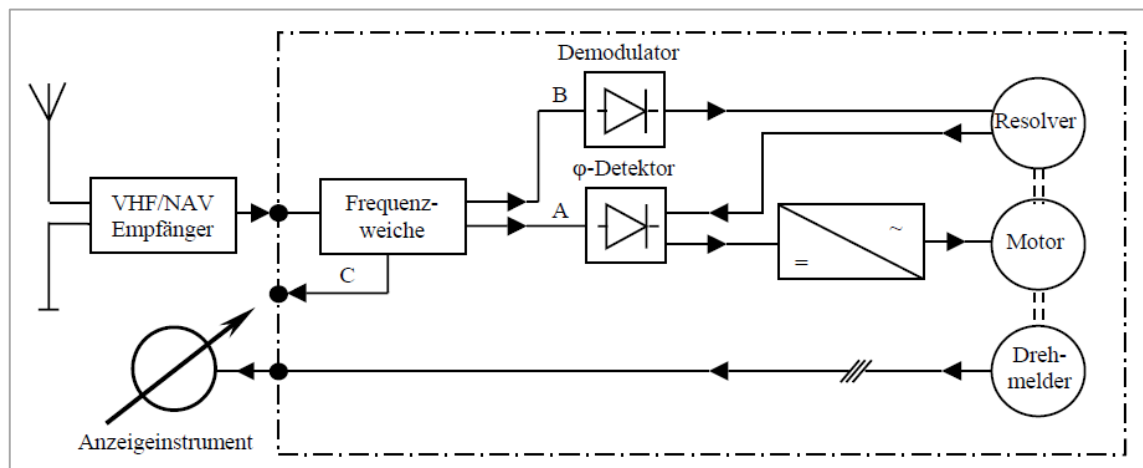 Demodulator
B
Resolver
φ-Detektor
VHF/NAV
Empfänger
Frequenz-
weiche
A
~
=
Motor
C
Dreh-
melder
Anzeigeinstrument